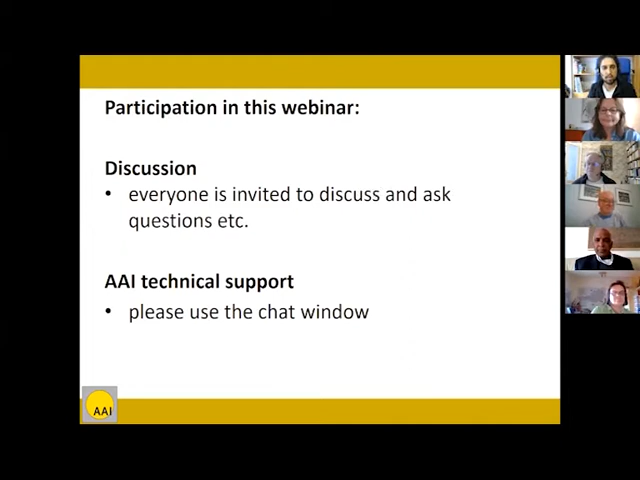 Participation in this webinar:
Discussion
• everyone is invited to discuss and ask
questions etc.
AAI technical support
• please use the chat window
AAI